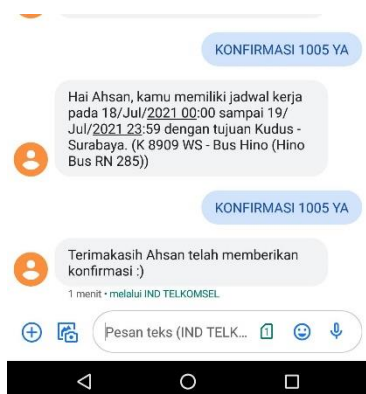 KONFIRMASI 1005 YA
Hai Ahsan, kamu memiliki jadwal kerja
pada 18/Jul/2021 00:00 sampai 19/
Jul/2021 23:59 dengan tujuan Kudus -
Surabaya. (K 8909 WS - Bus Hino (Hino
Bus RN 285))
KONFIRMASI 1005 YA
Terimakasih Ahsan telah memberikan
konfirmasi :)
1 menit • melalui IND TELKOMSEL
Pesan teks (IND TELK... 1